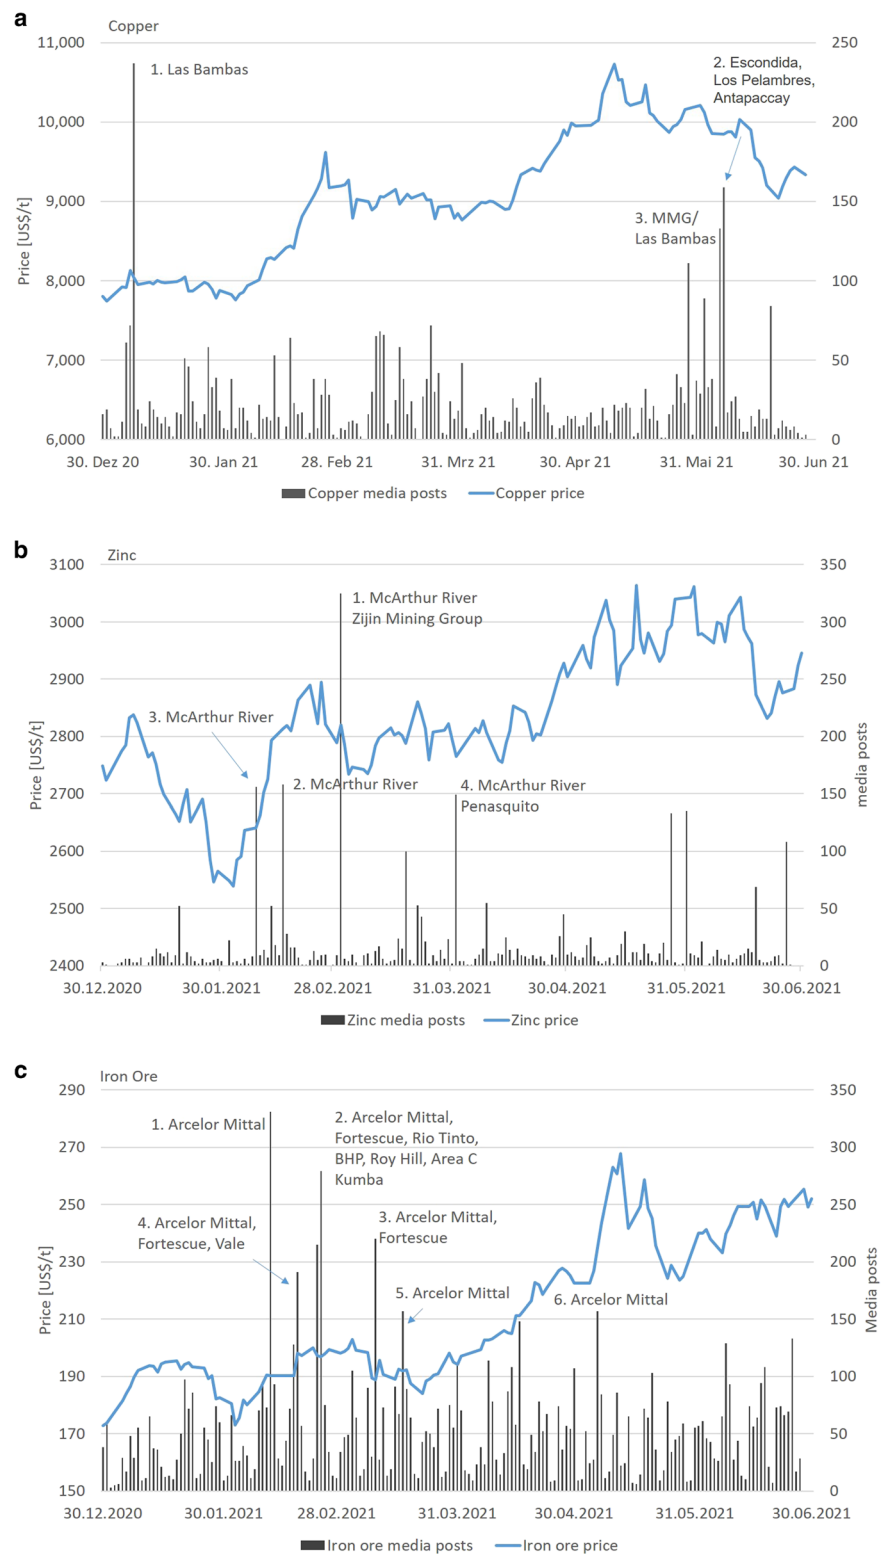 a
Copper
11,000
10,000
9,000
8,000
7,000
6,000
Price [US$/t]
250
200
150
100
50
0
1. Las Bambas
2. Escondida,
Los Pelambres,
Antapaccay
3. MMG/
Las Bambas
30. Dez 20
30. Jan 21
28. Feb 21
31. Mrz 21
30. Apr 21
31. Mai 21
30. Jun 21
Copper media posts
Copper price
b
Zinc
3100
3000
2900
2800
2700
2600
2500
2400
Price [US$/t]
350
300
250
200
150
100
50
0
media posts
1. McArthur River
Zijin Mining Group
3. McArthur River
2. McArthur River
4. McArthur River
Penasquito
30.12.2020
30.01.2021
28.02.2021
31.03.2021
30.04.2021
31.05.2021
30.06.2021
Zinc media posts
Zinc price
c
Iron Ore
290
270
250
230
210
190
170
150
Price [US$/t]
350
300
250
200
150
100
50
0
Media posts
1. Arcelor Mittal
2. Arcelor Mittal,
Fortescue, Rio Tinto,
BHP, Roy Hill, Area C
Kumba
4. Arcelor Mittal,
Fortescue, Vale
3. Arcelor Mittal,
Fortescue
5. Arcelor Mittal
6. Arcelor Mittal
30.12.2020
30.01.2021
28.02.2021
31.03.2021
30.04.2021
31.05.2021
30.06.2021
Iron ore media posts
Iron ore price